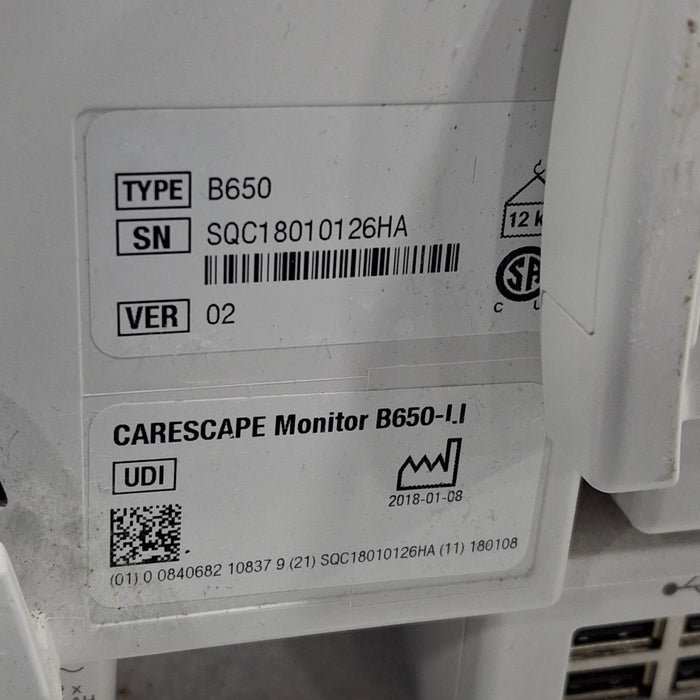 TYPE B650
SN SQC18010126HA
12 k
SA
C U
VER 02
CARESCAPE Monitor B650-
UDI
2018-01-08
(01) 0 0840682 10837 9 (21) SQC18010126HA (11) 180108